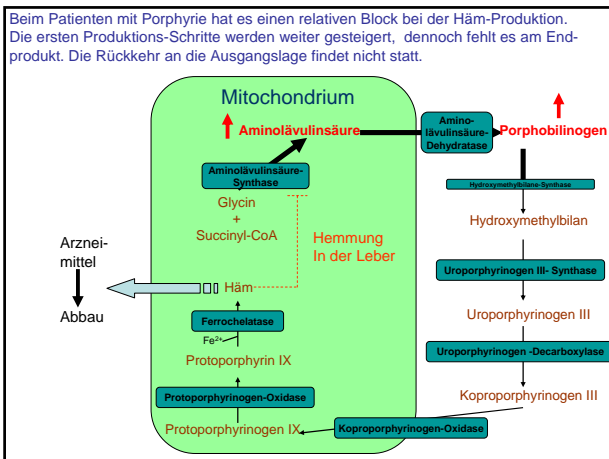 Beim Patienten mit Porphyrie hat es einen relativen Block bei der Häm-Produktion.
Die ersten Produktions-Schritte werden weiter gesteigert, dennoch fehlt es am End-
produkt. Die Rückkehr an die Ausgangslage findet nicht statt.
Mitochondrium
Aminolävulinsäure
Amino-
lävulinsäure-
Dehydratase
Porphobilinogen
Aminolävulinsäure-
Synthase
Hydroxymethylbilane-Synthase
Glycin
+
Succinyl-CoA
Hydroxymethylbilan
Hemmung
In der Leber
Arznei-
mittel
Abbau
Uroporphyrinogen III- Synthase
Häm
Uroporphyrinogen III
Ferrochelatase
Fe²⁺
Protoporphyrin IX
Uroporphyrinogen -Decarboxylase
Protoporphyrinogen-Oxidase
Koproporphyrinogen III
Protoporphyrinogen IX
Koproporphyrinogen-Oxidase